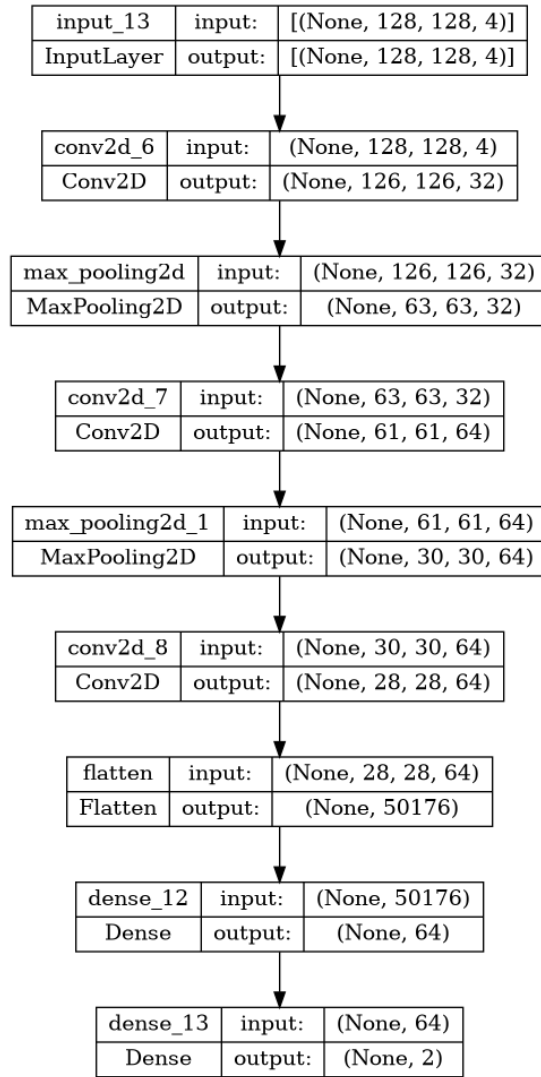 input_13 input: [(None, 128, 128, 4)]
InputLayer output: [(None, 128, 128, 4)]
conv2d_6 input: (None, 128, 128, 4)
Conv2D output: (None, 126, 126, 32)
max_pooling2d input: (None, 126, 126, 32)
MaxPooling2D output: (None, 63, 63, 32)
conv2d_7 input: (None, 63, 63, 32)
Conv2D output: (None, 61, 61, 64)
max_pooling2d_1 input: (None, 61, 61, 64)
MaxPooling2D output: (None, 30, 30, 64)
conv2d_8 input: (None, 30, 30, 64)
Conv2D output: (None, 28, 28, 64)
flatten input: (None, 28, 28, 64)
Flatten output: (None, 50176)
dense_12 input: (None, 50176)
Dense output: (None, 64)
dense_13 input: (None, 64)
Dense output: (None, 2)